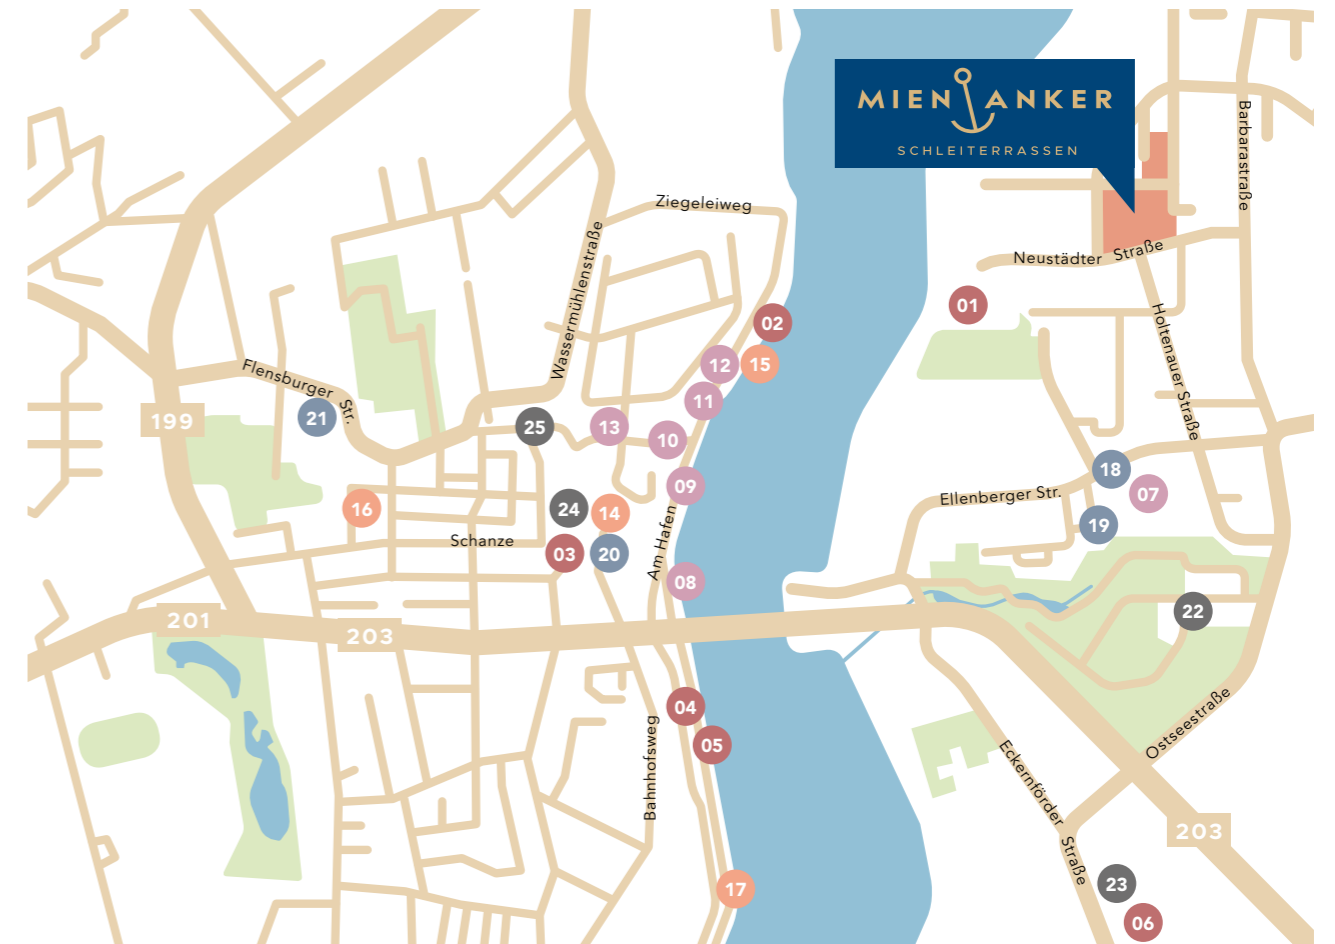 MIEN ANKER
SCHLEITERRASSEN
Barbarastraße
Ziegeleiweg
Wassermühlenstraße
Neustädter Straße
01
02
Holtenauer Straße
12
15
Flensburger Str.
11
21
199
25
13
10
18
09
Ellenberger Str.
07
16
24
14
19
Schanze
03
20
Am Hafen
08
22
201
203
04
05
Bahnhofsweg
Ostseestraße
Eckernförder Straße
203
17
23
06